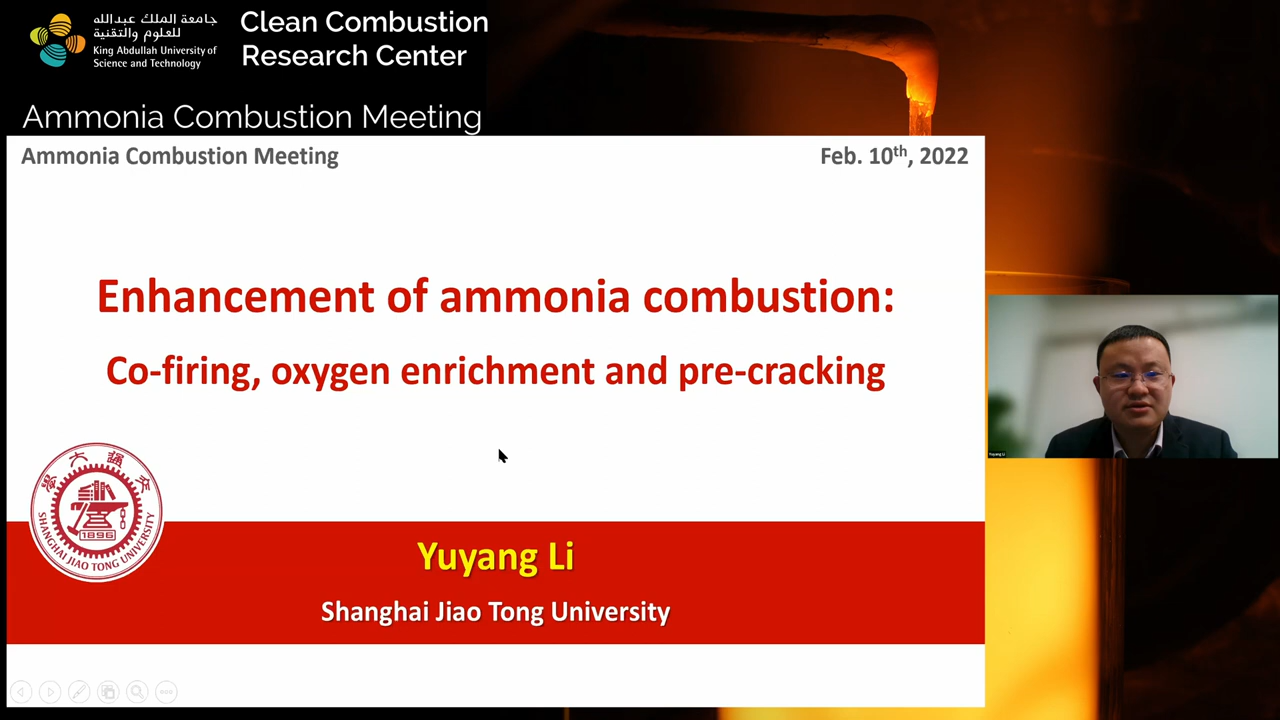 جامعة الملك عبدالله
للعلوم والتقنية
King Abdullah University of
Science and Technology
Clean Combustion
Research Center
Ammonia Combustion Meeting
Ammonia Combustion Meeting
Feb. 10th, 2022
Enhancement of ammonia combustion:
Co-firing, oxygen enrichment and pre-cracking
SHANGHAI JIAO TONG UNIVERSITY
1896
Yuyang Li
Shanghai Jiao Tong University
Yuyang Li